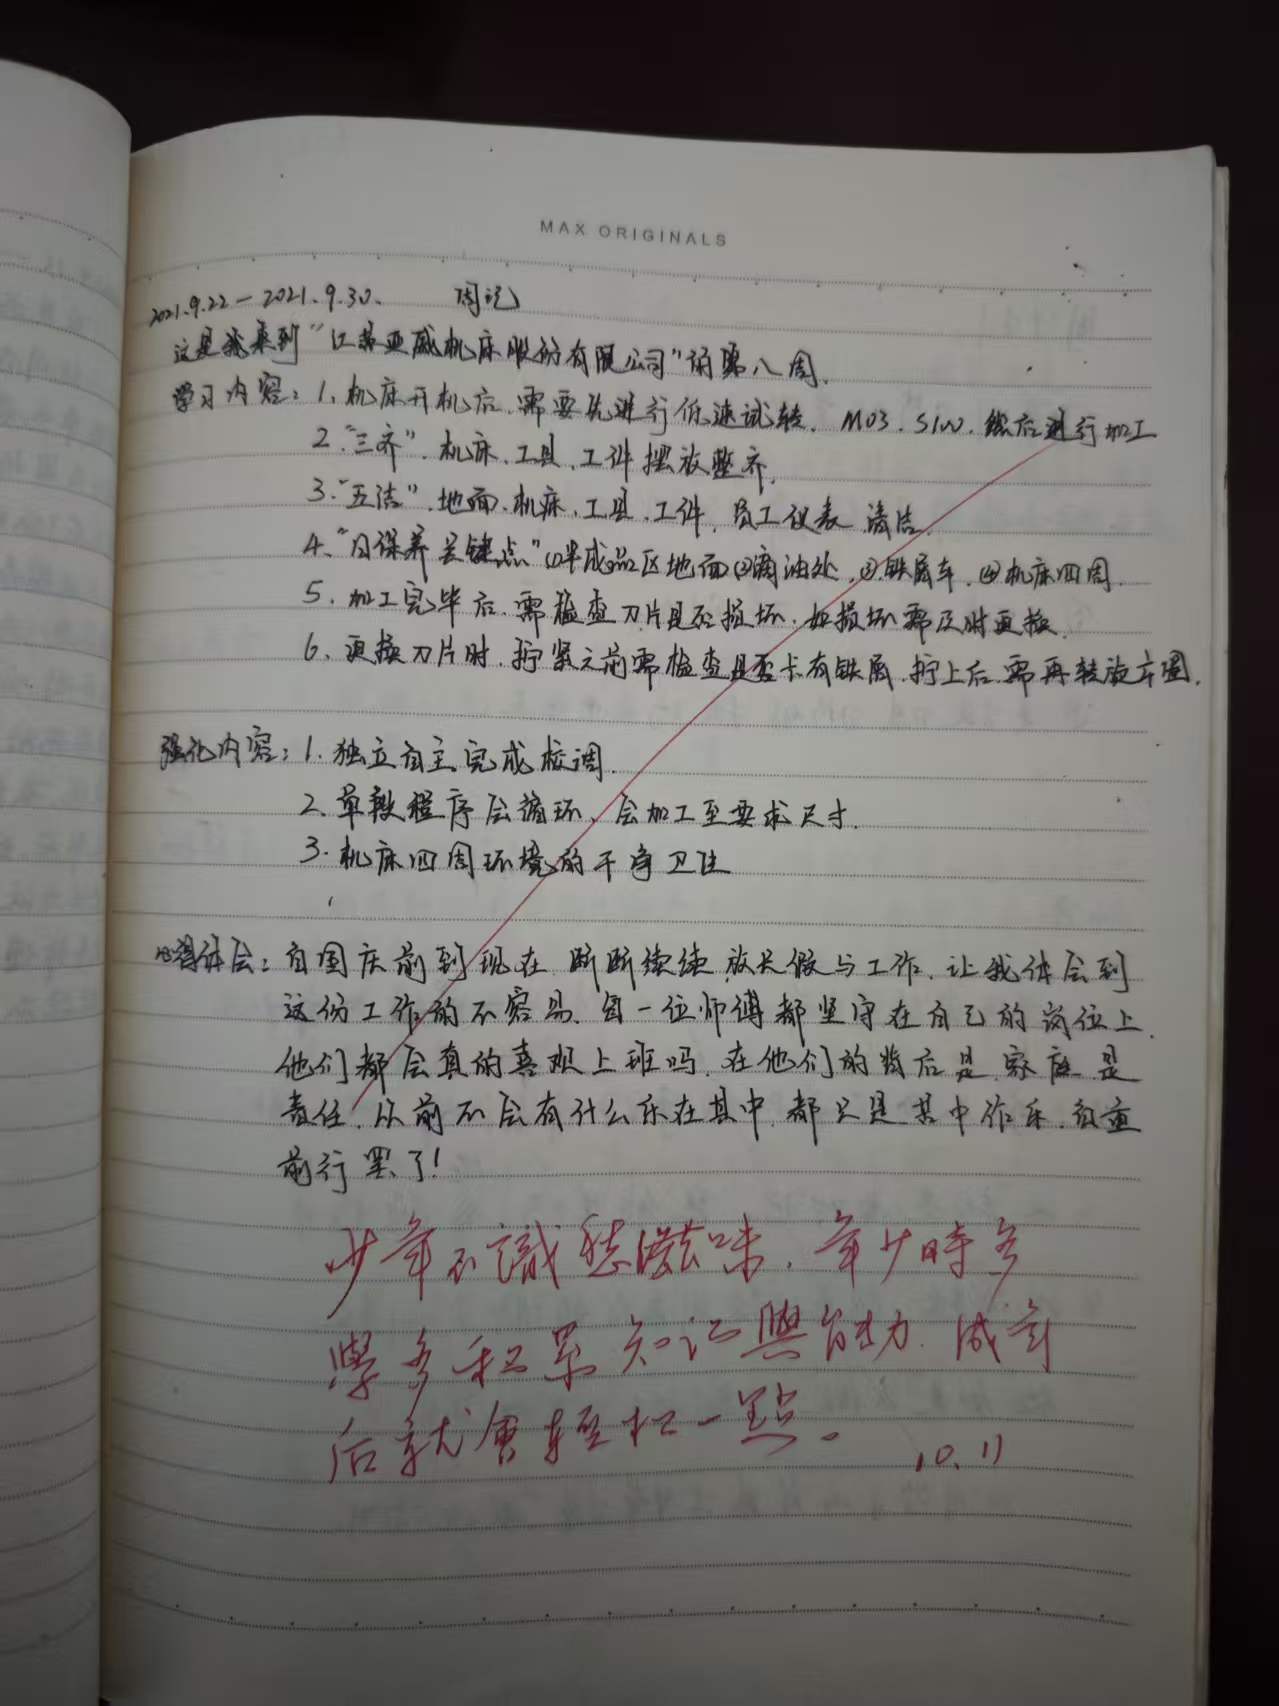 MAX ORIGINALS
2021.9.22－2021.9.30. 周记
这是我来到“江苏亚威机床股份有限公司”的第八周.
学习内容：1.机床开机后.需要先进行低速试转. M03. S100. 然后进行加工
2.“三齐”.机床.工具.工件摆放整齐.
3.“五洁”.地面.机床.工具.工件.员工仪表 清洁.
4.“日保养关键点”(1)半成品区地面(2)滴油处.(3)铁屑车.(4)机床四周.
5.加工完毕后.需检查刀片是否损坏.如损坏需及时更换.
6.更换刀片时.拧紧之前需检查是否卡有铁屑.拧上后.需再转旋半圈.
强化内容：1.独立自主完成校调.
2.单段程序会循环、会加工至要求尺寸.
3.机床四周环境的干净卫生
心得体会：自国庆前到现在 断断续续放长假与工作.让我体会到
这份工作的不容易.每一位师傅都坚守在自己的岗位上.
他们都会真的喜欢上班吗.在他们的背后是家庭是
责任.从前不会有什么乐在其中.都只是苦中作乐.负重
前行罢了！
少年不識愁滋味，年少時多
學多积累知识與能力.成年
后就會輕松一點。 10.11